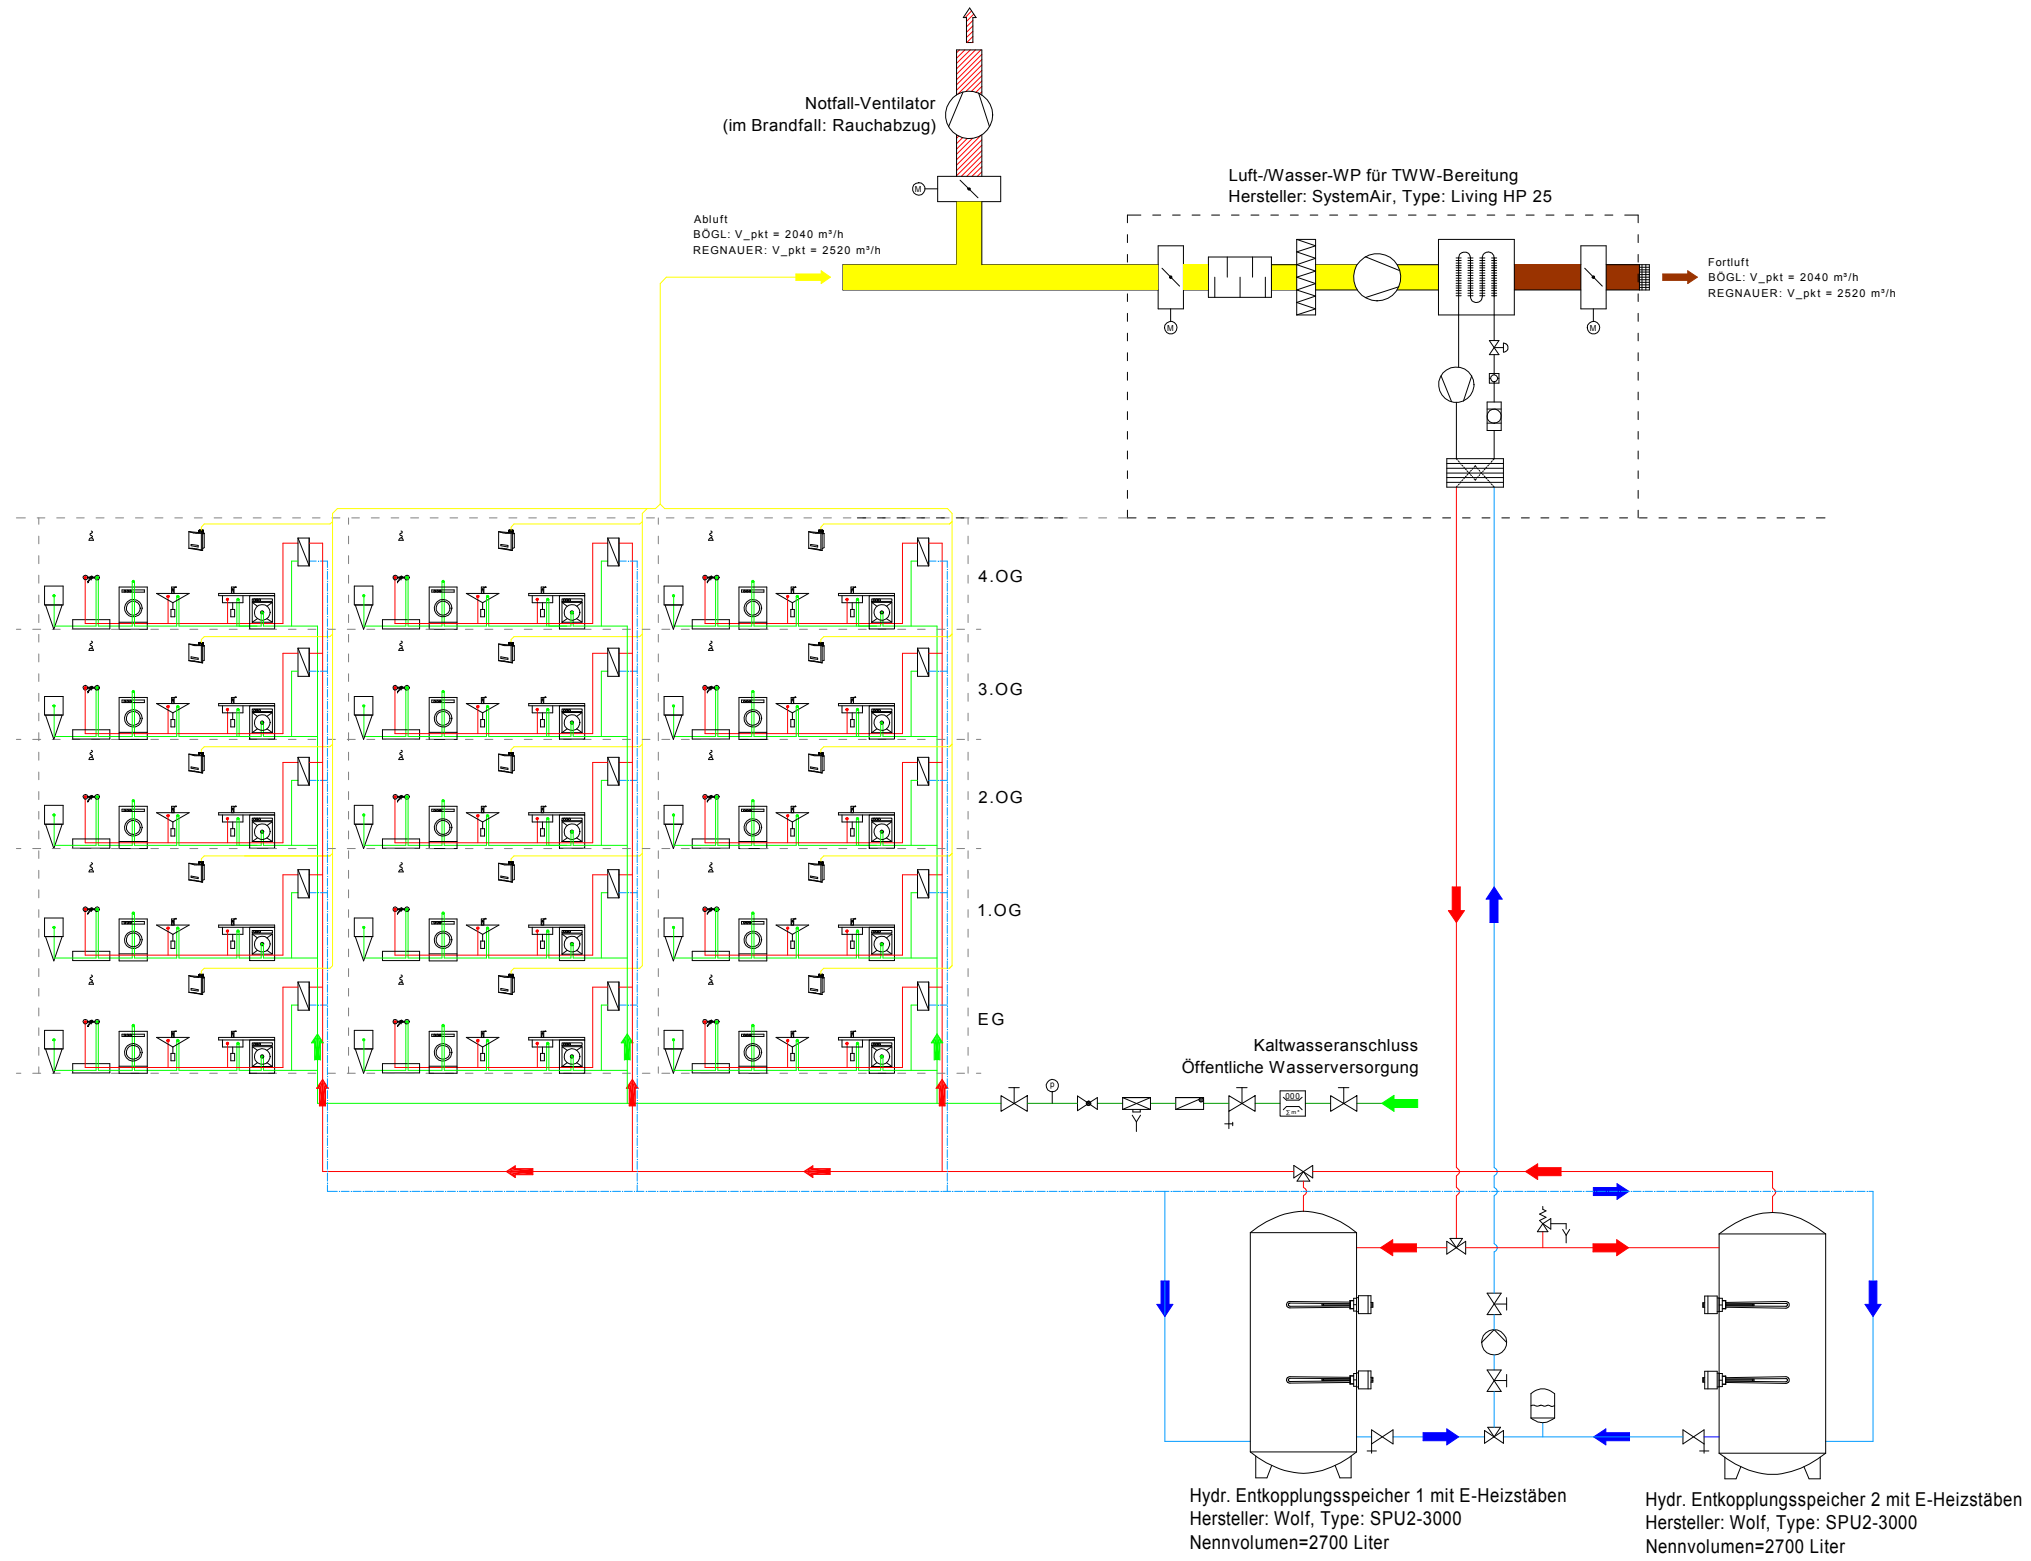 Notfall-Ventilator
(im Brandfall: Rauchabzug)
M
Luft-/Wasser-WP für TWW-Bereitung
Hersteller: SystemAir, Type: Living HP 25
Abluft
BÖGL: V_pkt = 2040 m³/h
REGNAUER: V_pkt = 2520 m³/h
Fortluft
BÖGL: V_pkt = 2040 m³/h
REGNAUER: V_pkt = 2520 m³/h
M
M
4.OG
3.OG
2.OG
1.OG
EG
Kaltwasseranschluss
Öffentliche Wasserversorgung
P
000
Σm³
Hydr. Entkopplungsspeicher 1 mit E-Heizstäben
Hersteller: Wolf, Type: SPU2-3000
Nennvolumen=2700 Liter
Hydr. Entkopplungsspeicher 2 mit E-Heizstäben
Hersteller: Wolf, Type: SPU2-3000
Nennvolumen=2700 Liter